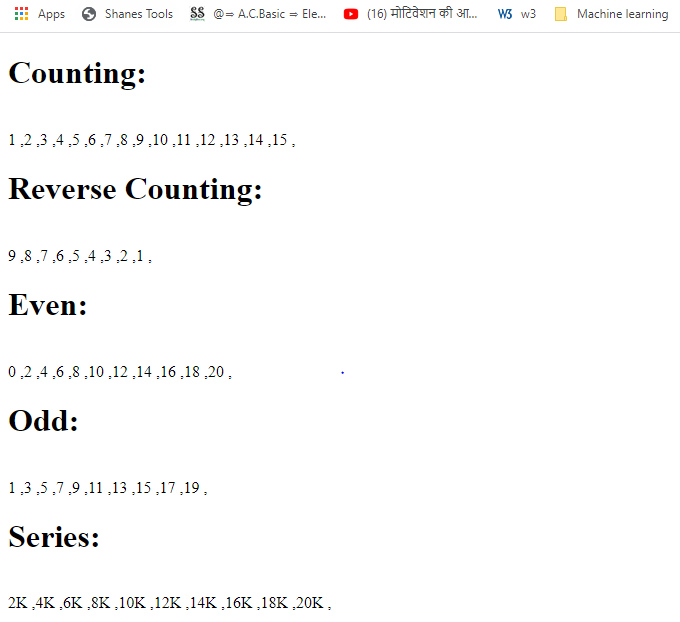 Apps Shanes Tools @⇒ A.C.Basic ⇒ Ele... (16) मोटिवेशन की आ... w3 Machine learning
Counting:
1 ,2 ,3 ,4 ,5 ,6 ,7 ,8 ,9 ,10 ,11 ,12 ,13 ,14 ,15 ,
Reverse Counting:
9 ,8 ,7 ,6 ,5 ,4 ,3 ,2 ,1 ,
Even:
0 ,2 ,4 ,6 ,8 ,10 ,12 ,14 ,16 ,18 ,20 ,
Odd:
1 ,3 ,5 ,7 ,9 ,11 ,13 ,15 ,17 ,19 ,
Series:
2K ,4K ,6K ,8K ,10K ,12K ,14K ,16K ,18K ,20K ,